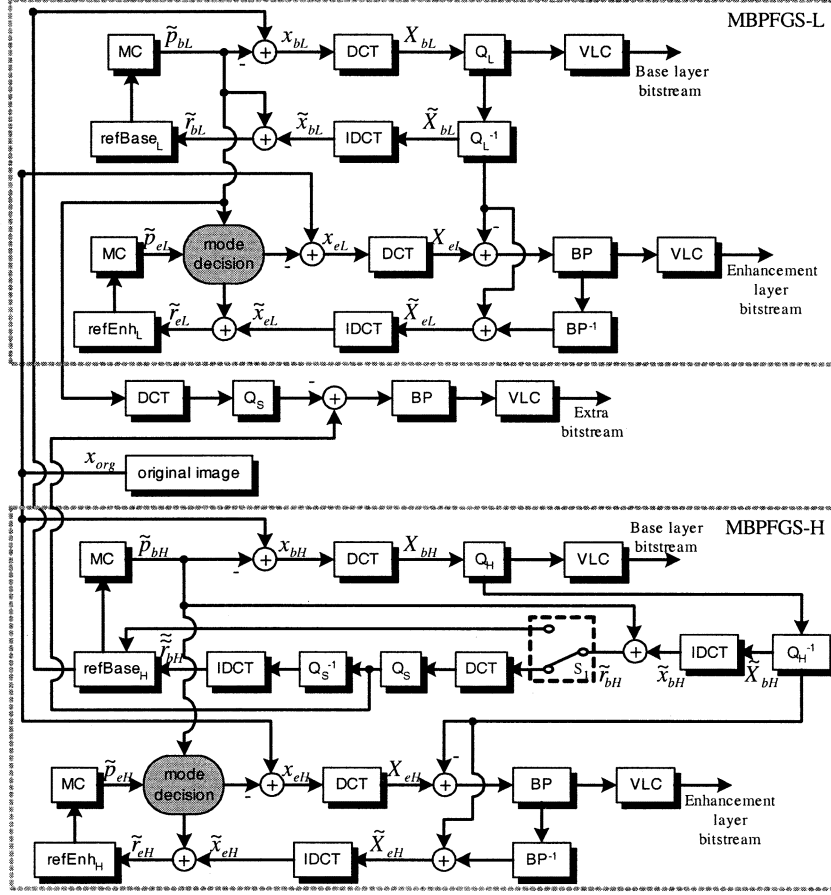 MBPFGS-L
MC p̃bL - + xbL DCT XbL QL VLC
Base layer
bitstream
refBaseL r̃bL + x̃bL IDCT X̃bL QL⁻¹
MC p̃eL mode
decision - + xeL DCT XeL - + BP VLC
Enhancement
layer
bitstream
refEnhL r̃eL + x̃eL IDCT X̃eL + BP⁻¹
DCT QS - + BP VLC
Extra
bitstream
xorg original image
MBPFGS-H
Base layer
bitstream
MC p̃bH - + xbH DCT XbH QH VLC
refBaseH r̃̃bH IDCT QS⁻¹ QS DCT S1 r̃bH + x̃bH IDCT X̃bH QH⁻¹
MC p̃eH mode
decision - + xeH DCT XeH - + BP VLC
Enhancement
layer
bitstream
refEnhH r̃eH + x̃eH IDCT X̃eH + BP⁻¹